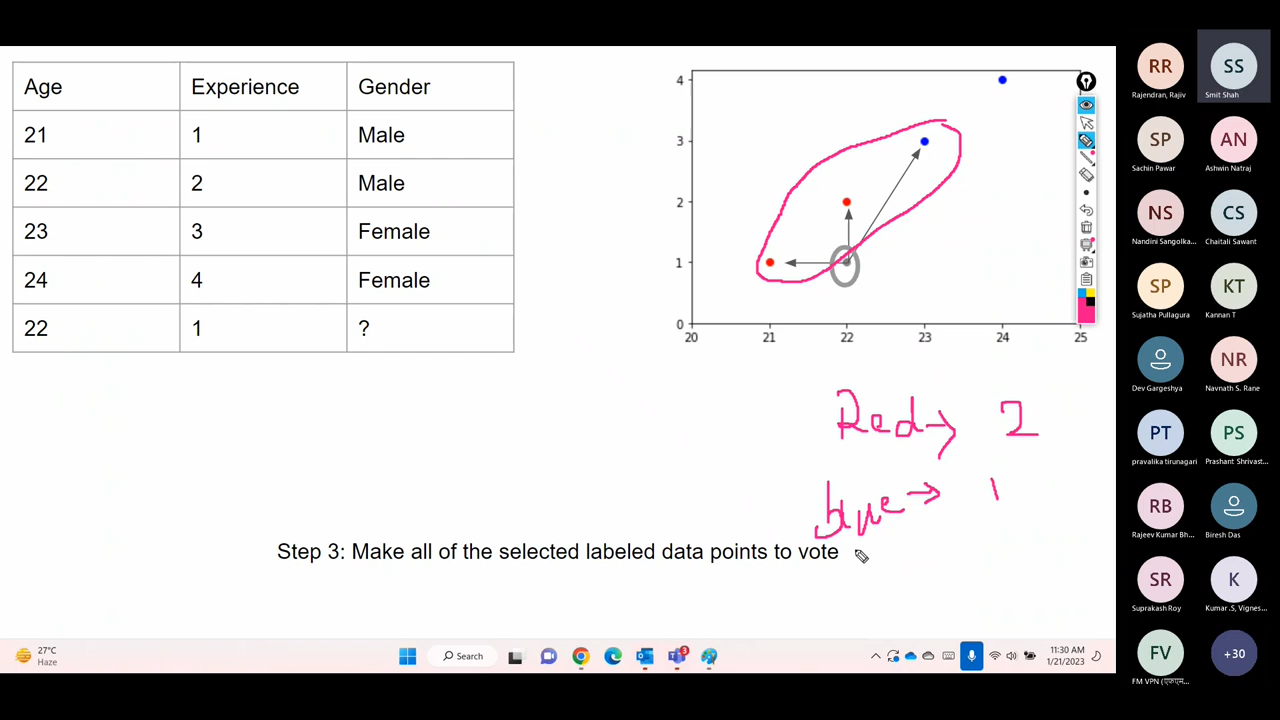 Age Experience Gender
21 1 Male
22 2 Male
23 3 Female
24 4 Female
22 1 ?
4
3
2
1
0
20 21 22 23 24 25
Red → 2
blue → 1
Step 3: Make all of the selected labeled data points to vote
RR
Rajendran, Rajiv
SS
Smit Shah
SP
Sachin Pawar
AN
Ashwin Natraj
NS
Nandini Sangolka...
CS
Chaitali Sawant
SP
Sujatha Pullagura
KT
Kannan T
Dev Gargeshya
NR
Navnath S. Rane
PT
pravalika tirunagari
PS
Prashant Shrivast...
RB
Rajeev Kumar Bh...
Biresh Das
SR
Suprakash Roy
K
Kumar .S, Vignes...
FV
FM VPN (एफएम...
+30
27°C
Haze
Search
3
11:30 AM
1/21/2023